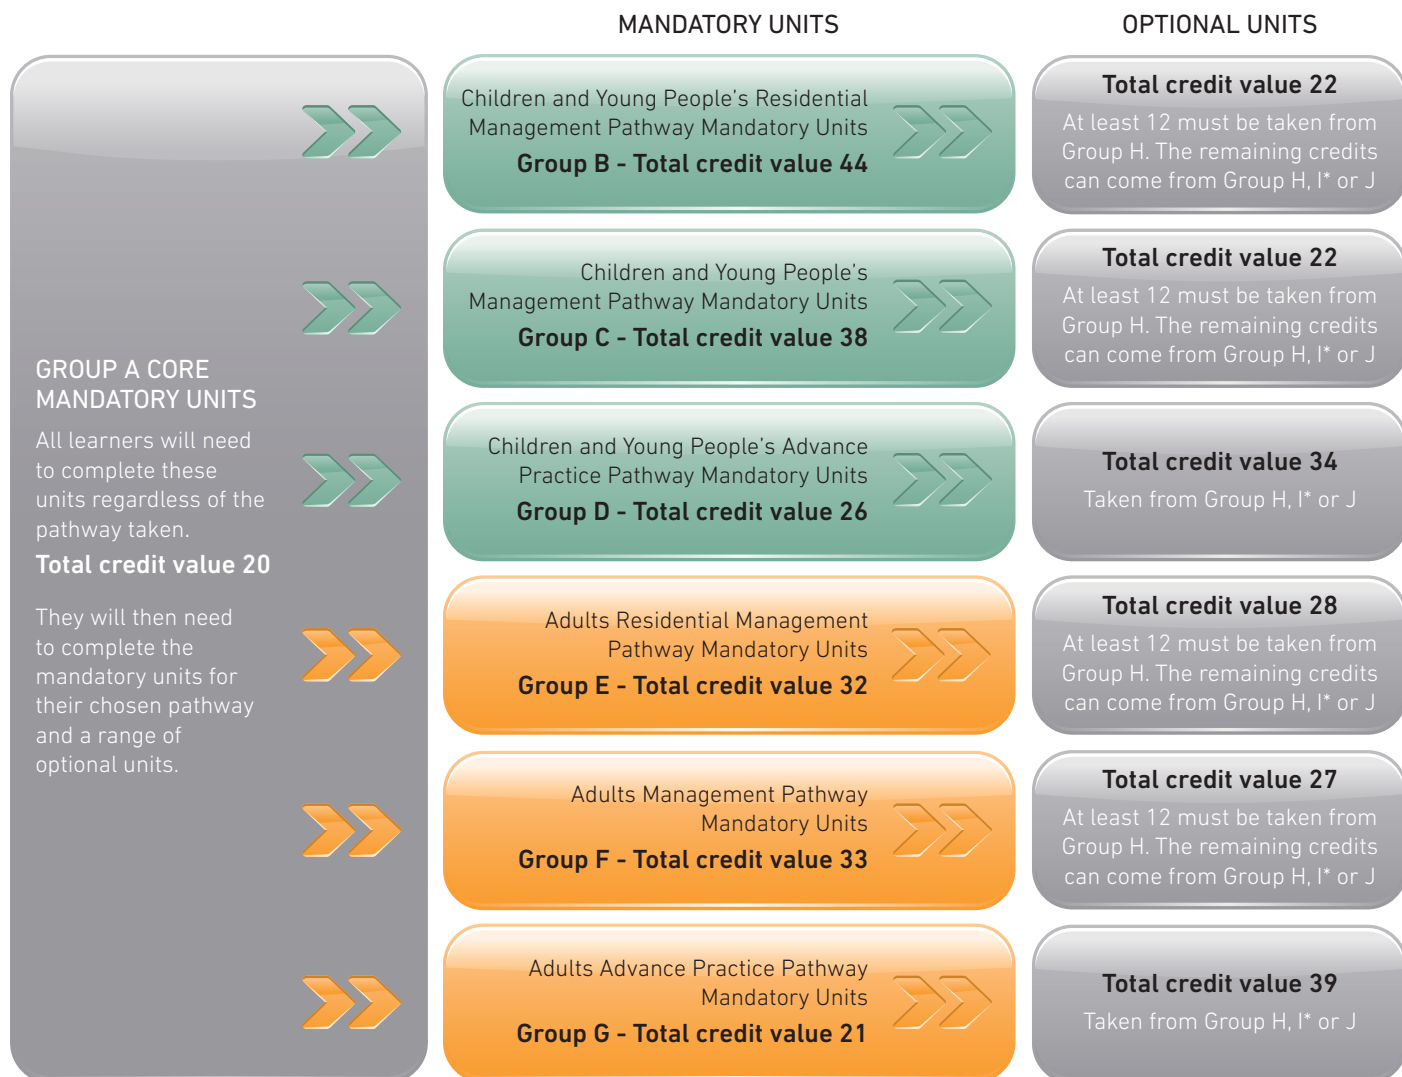 MANDATORY UNITS
OPTIONAL UNITS
GROUP A CORE
MANDATORY UNITS
All learners will need
to complete these
units regardless of the
pathway taken.
Total credit value 20
They will then need
to complete the
mandatory units for
their chosen pathway
and a range of
optional units.
Children and Young People's Residential
Management Pathway Mandatory Units
Group B - Total credit value 44
Total credit value 22
At least 12 must be taken from
Group H. The remaining credits
can come from Group H, I* or J
Children and Young People's
Management Pathway Mandatory Units
Group C - Total credit value 38
Total credit value 22
At least 12 must be taken from
Group H. The remaining credits
can come from Group H, I* or J
Children and Young People's Advance
Practice Pathway Mandatory Units
Group D - Total credit value 26
Total credit value 34
Taken from Group H, I* or J
Adults Residential Management
Pathway Mandatory Units
Group E - Total credit value 32
Total credit value 28
At least 12 must be taken from
Group H. The remaining credits
can come from Group H, I* or J
Adults Management Pathway
Mandatory Units
Group F - Total credit value 33
Total credit value 27
At least 12 must be taken from
Group H. The remaining credits
can come from Group H, I* or J
Adults Advance Practice Pathway
Mandatory Units
Group G - Total credit value 21
Total credit value 39
Taken from Group H, I* or J